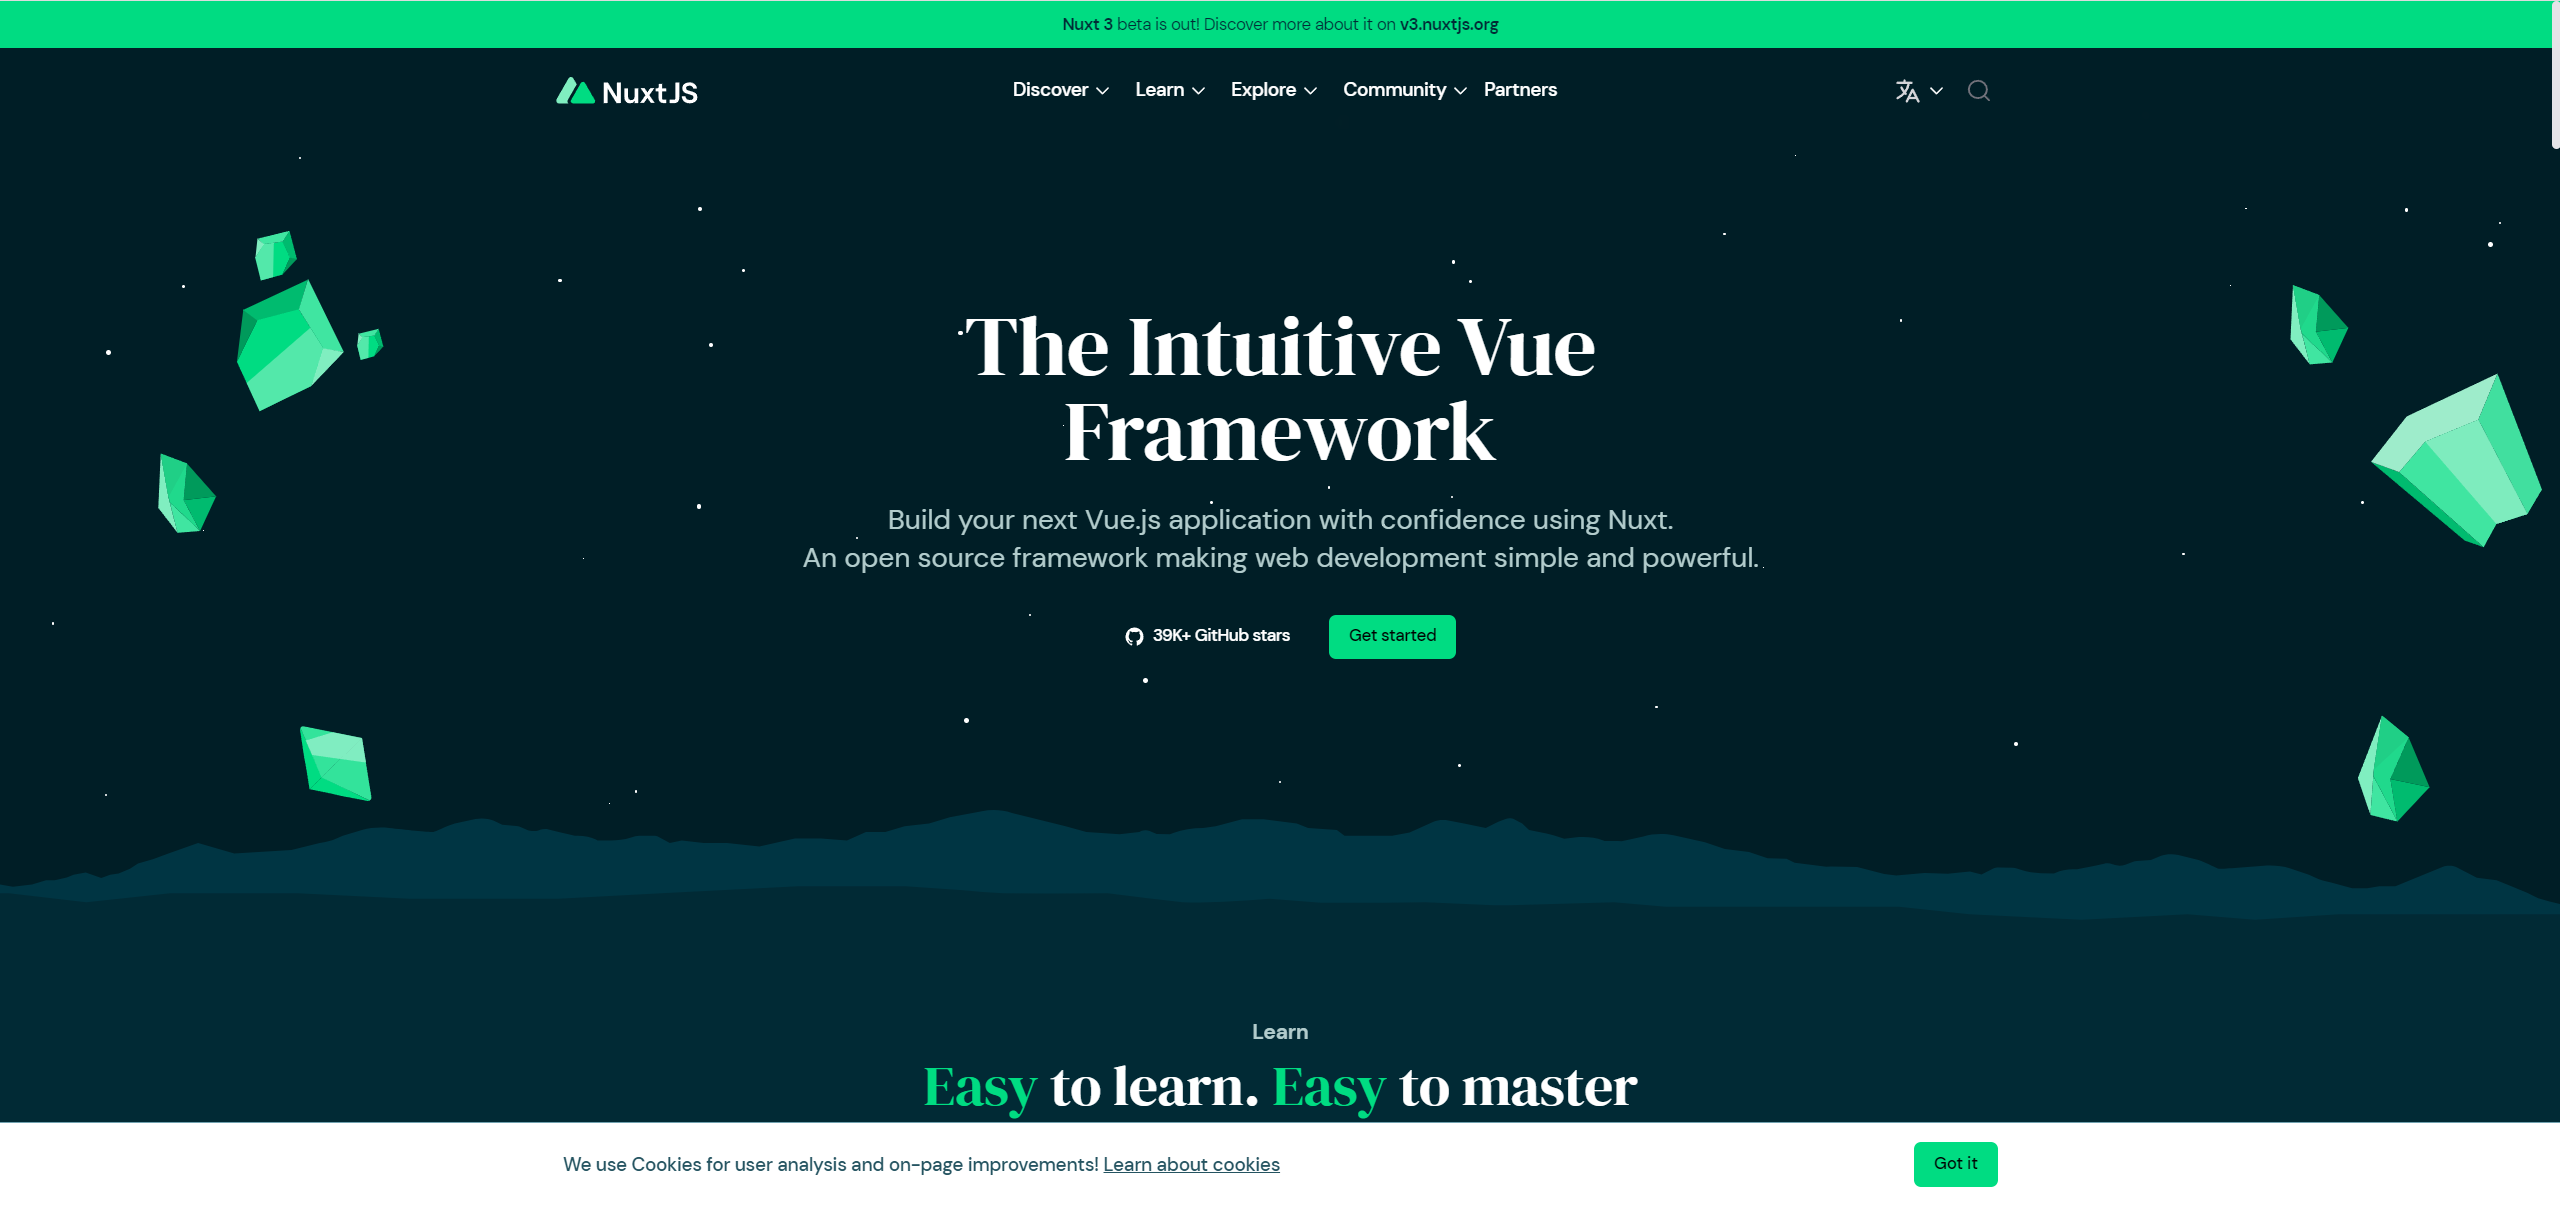 Nuxt 3 beta is out! Discover more about it on v3.nuxtjs.org
NuxtJS Discover Learn Explore Community Partners
The Intuitive Vue
Framework
Build your next Vue.js application with confidence using Nuxt.
An open source framework making web development simple and powerful.
39K+ GitHub stars Get started
Learn
Easy to learn. Easy to master
We use Cookies for user analysis and on-page improvements! Learn about cookies Got it